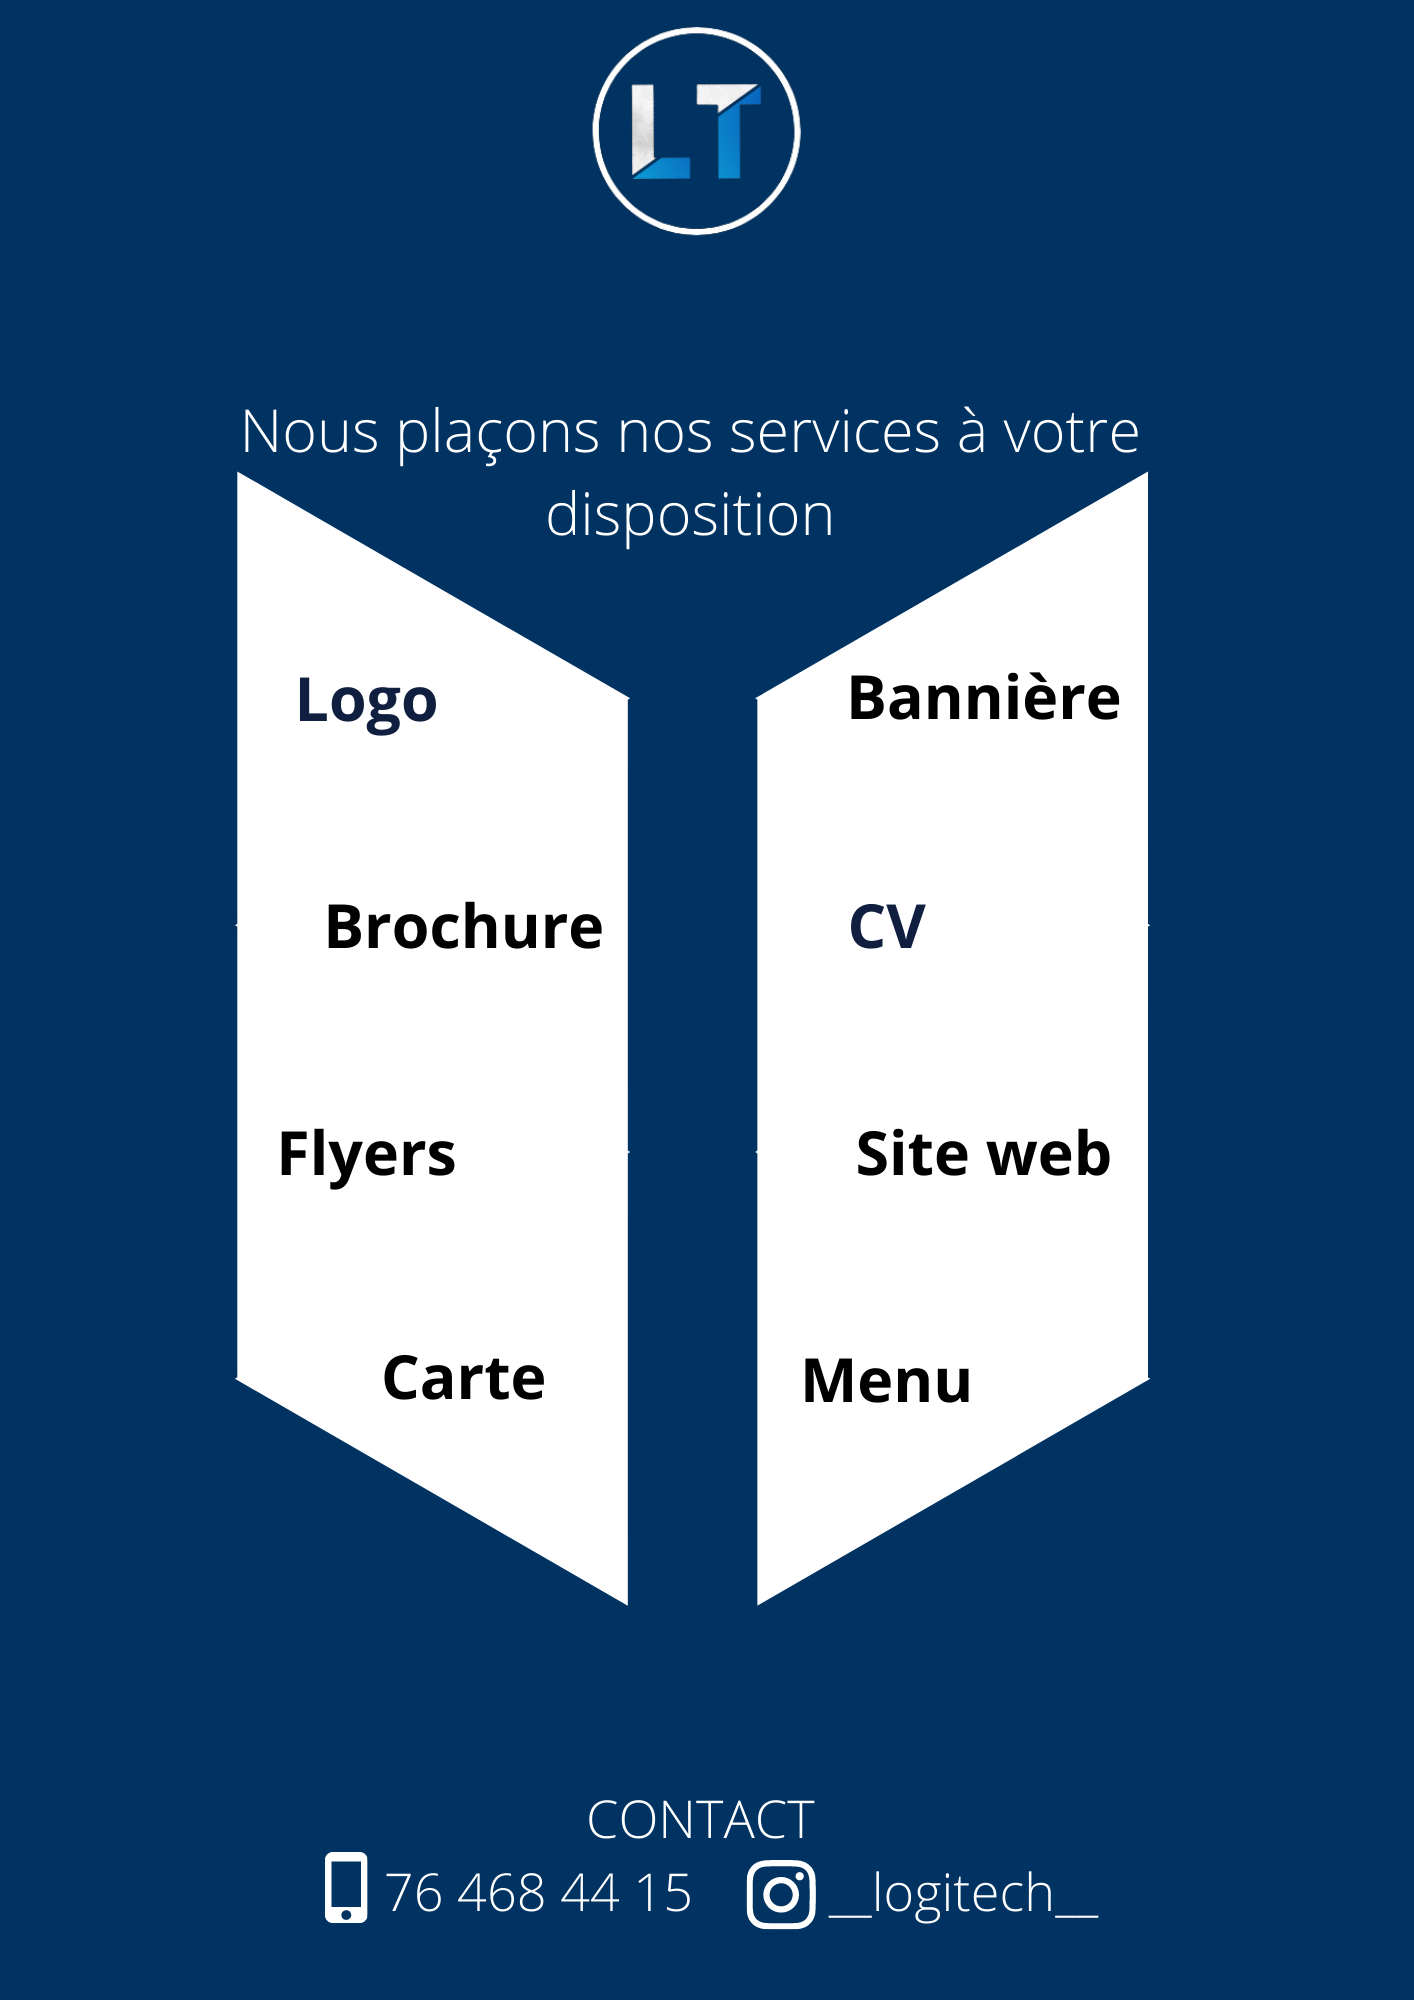 LT
Nous plaçons nos services à votre
disposition
Logo
Bannière
Brochure
CV
Flyers
Site web
Carte
Menu
CONTACT
76 468 44 15
__logitech__